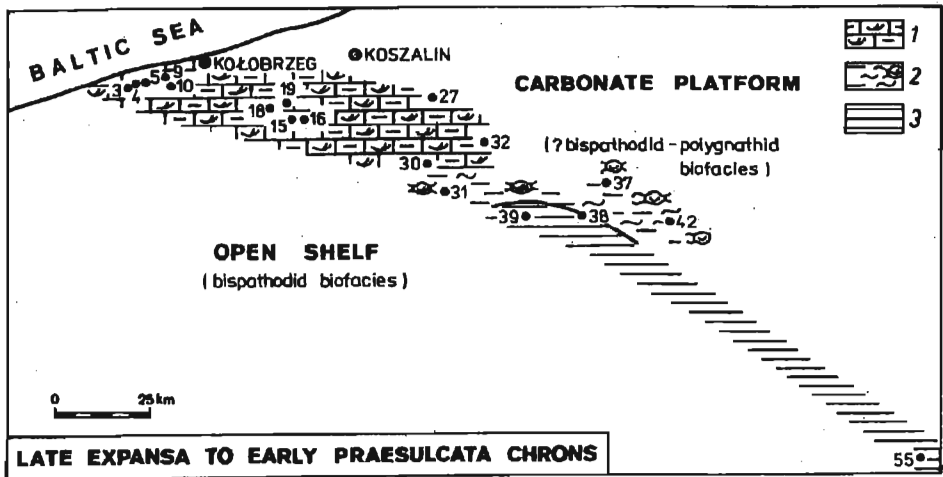 BALTIC SEA
KOŁOBRZEG
KOSZALIN
1
2
3
3
4
5
9
10
19
18
15
16
27
CARBONATE PLATFORM
32
(? bispathodid - polygnathid
biofacies)
30
31
37
39
38
42
OPEN SHELF
(bispathodid biofacies)
0 25 km
LATE EXPANSA TO EARLY PRAESULCATA CHRONS
55